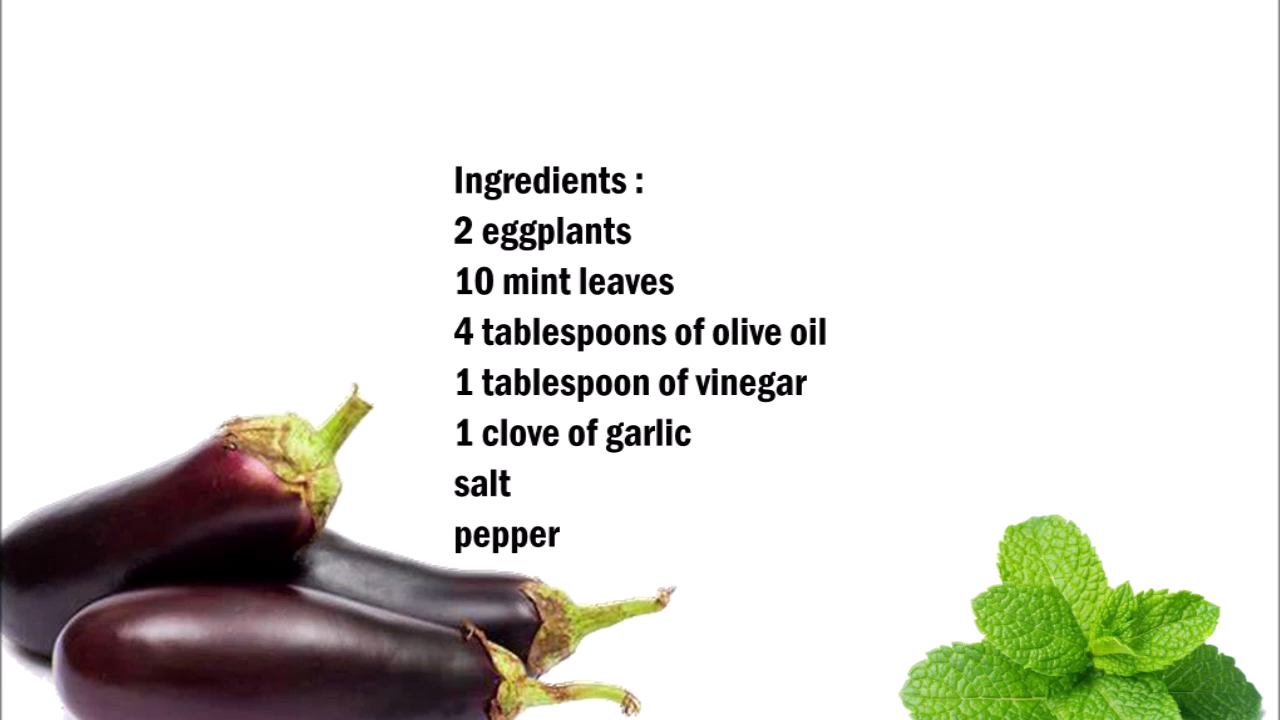 Ingredients :
2 eggplants
10 mint leaves
4 tablespoons of olive oil
1 tablespoon of vinegar
1 clove of garlic
salt
pepper